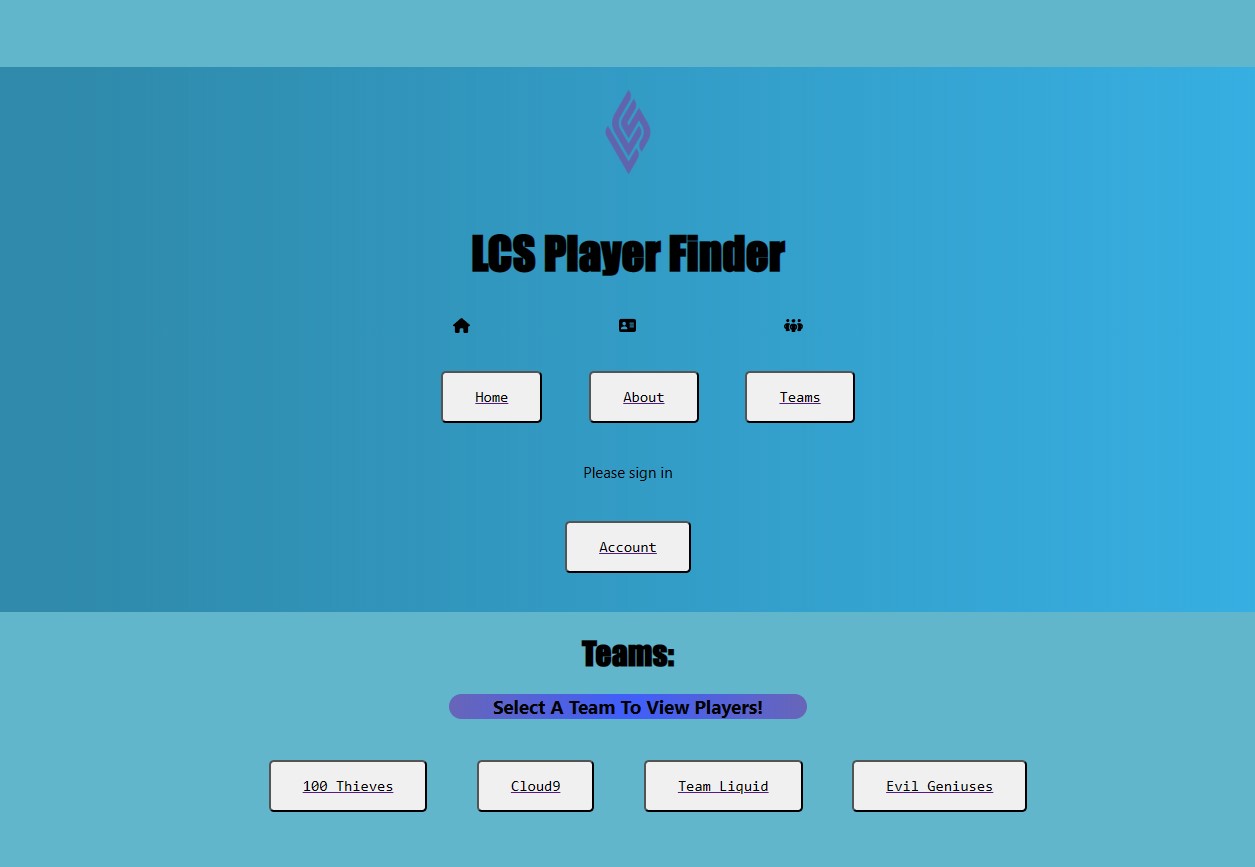 LCS Player Finder
Home About Teams
Please sign in
Account
Teams:
Select A Team To View Players!
100 Thieves Cloud9 Team Liquid Evil Geniuses